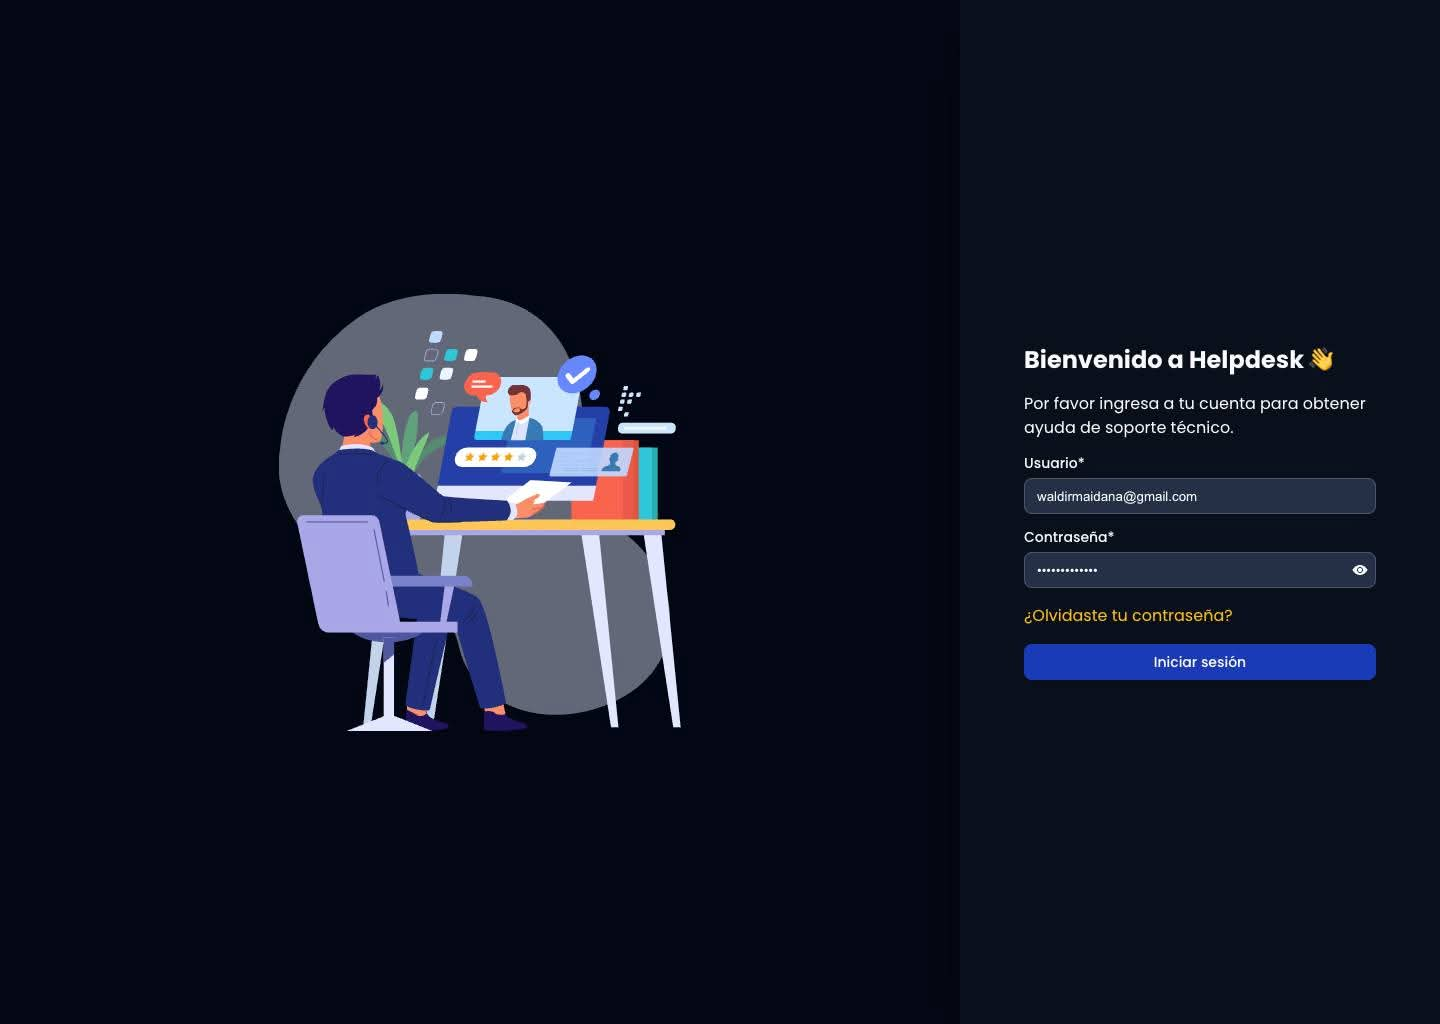 Bienvenido a Helpdesk 👋
Por favor ingresa a tu cuenta para obtener
ayuda de soporte técnico.
Usuario*
waldirmaidana@gmail.com
Contraseña*
•••••••••••••
¿Olvidaste tu contraseña?
Iniciar sesión